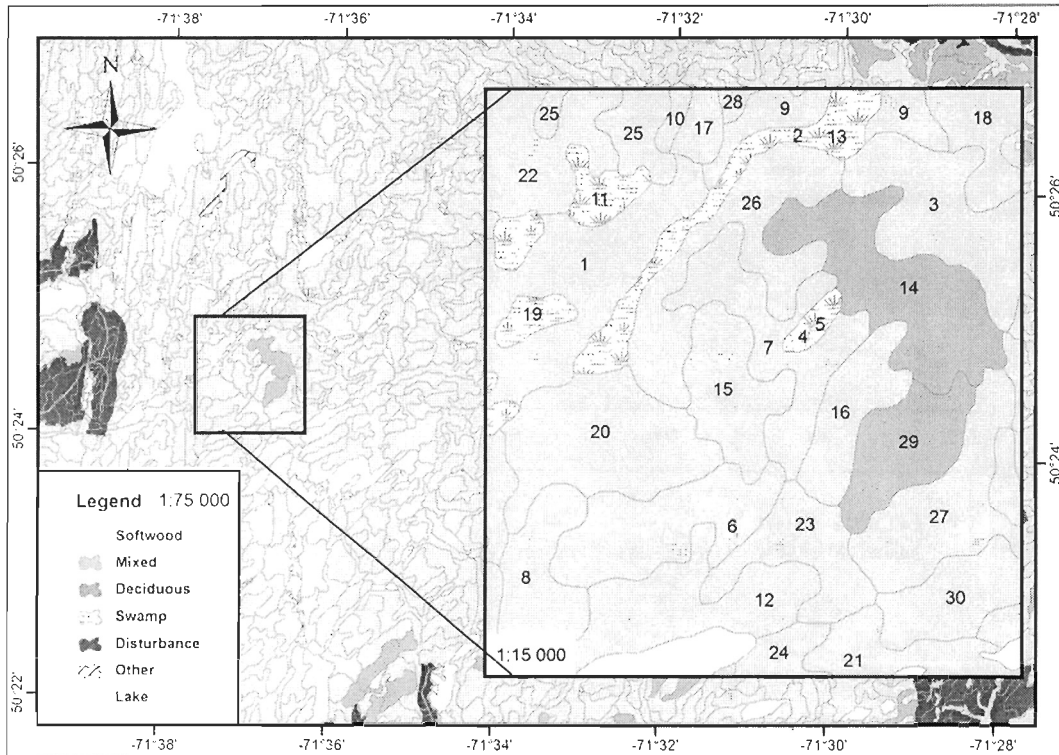 -71°38' -71°36' -71°34' -71°32' -71°30' -71°28'
N
50°26'
50°24'
50°22'
50°26'
50°24'
25 25 10 17 28 9 2 13 9 18
22 11 26 3
1 14
19 5 4 7
15 16
20 29
6 23 27
8 12 30
24 21
1:15 000
Legend 1:75 000
Softwood
Mixed
Deciduous
Swamp
Disturbance
Other
Lake
-71°38' -71°36' -71°34' -71°32' -71°30' -71°28'